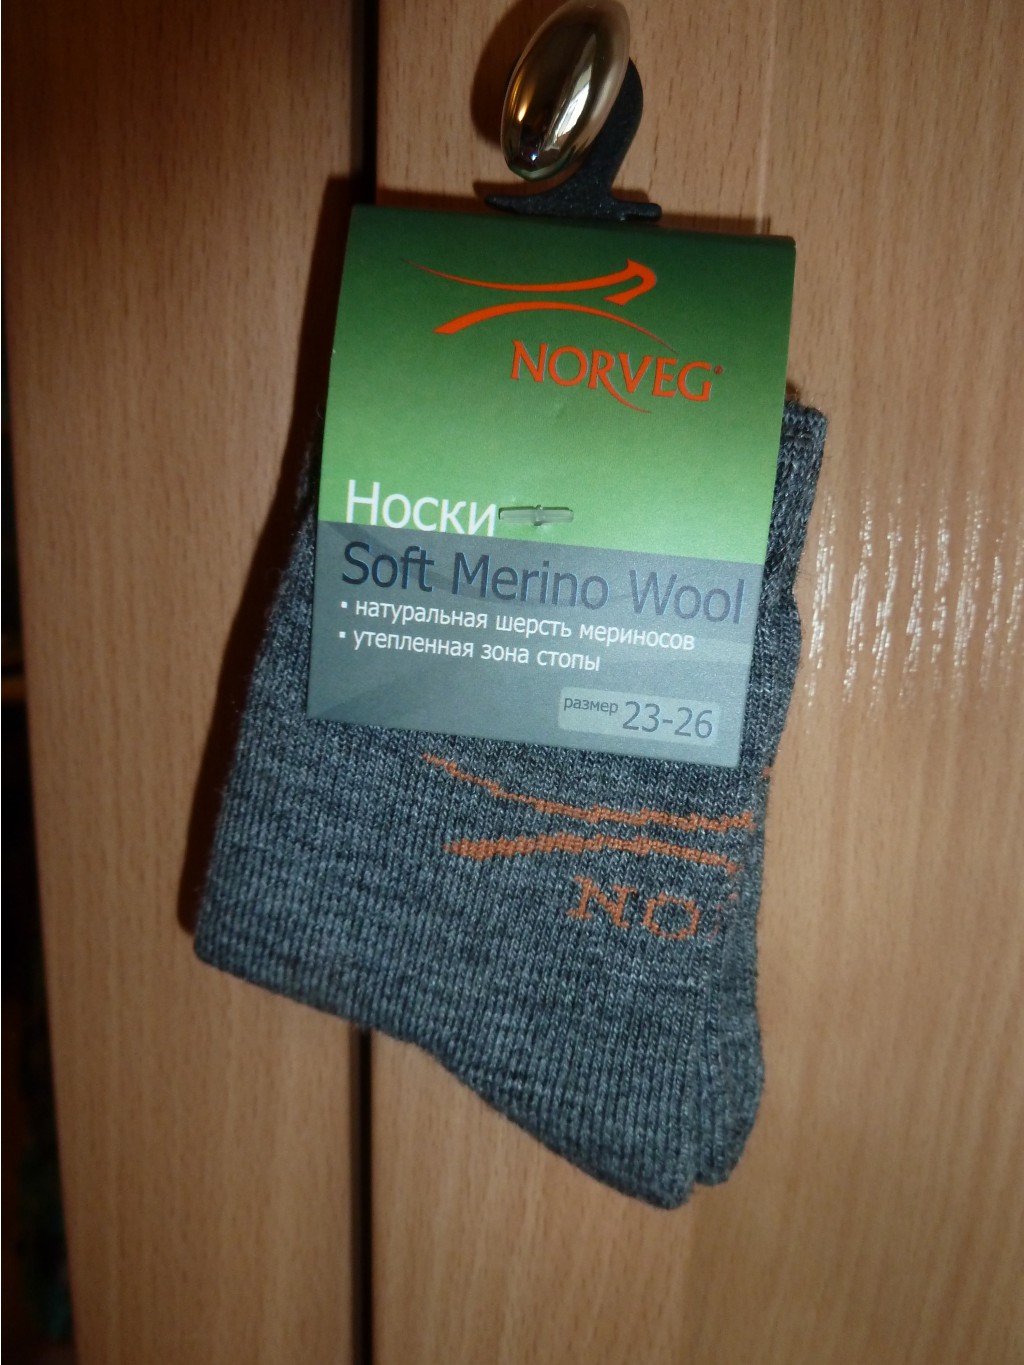 NORVEG®
Носки
Soft Merino Wool
▪ натуральная шерсть мериносов
▪ утепленная зона стопы
размер 23-26
NO